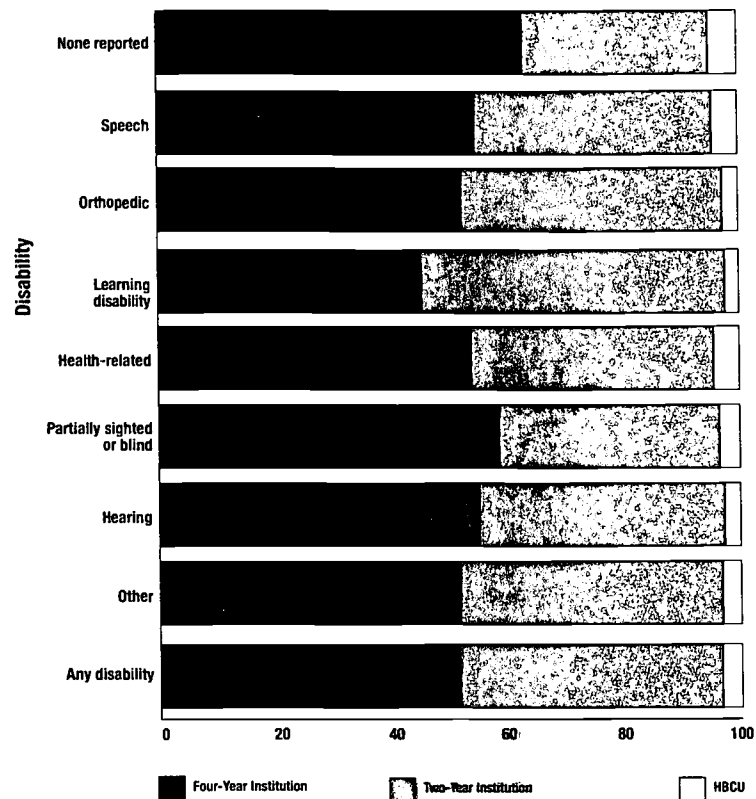 None reported
Speech
Orthopedic
Disability
Learning
disability
Health-related
Partially sighted
or blind
Hearing
Other
Any disability
0 20 40 60 80 100
Four-Year Institution Two-Year Institution HBCU